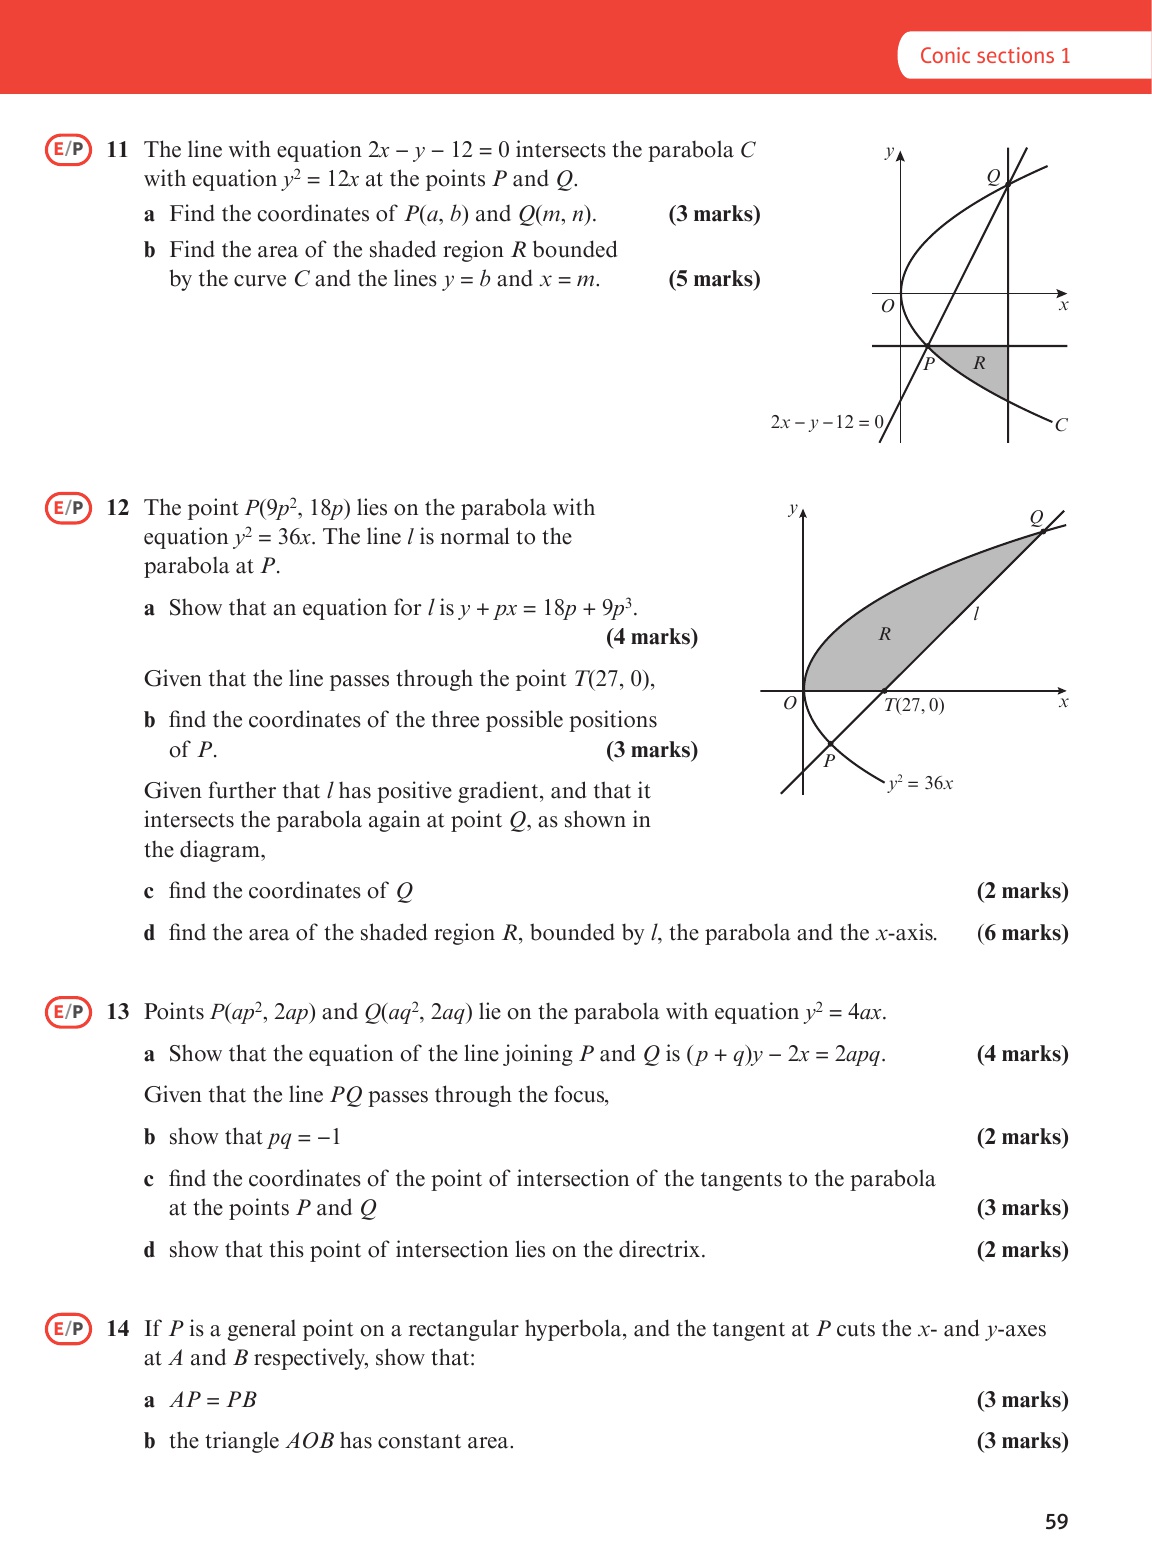 Conic sections 1
E/P 11 The line with equation 2x − y − 12 = 0 intersects the parabola C
with equation y² = 12x at the points P and Q.
a Find the coordinates of P(a, b) and Q(m, n). (3 marks)
b Find the area of the shaded region R bounded
by the curve C and the lines y = b and x = m. (5 marks)
y
Q
O
x
P
R
2x − y −12 = 0
C
E/P 12 The point P(9p², 18p) lies on the parabola with
equation y² = 36x. The line l is normal to the
parabola at P.
a Show that an equation for l is y + px = 18p + 9p³.
(4 marks)
Given that the line passes through the point T(27, 0),
b find the coordinates of the three possible positions
of P. (3 marks)
Given further that l has positive gradient, and that it
intersects the parabola again at point Q, as shown in
the diagram,
y
Q
l
R
O
T(27, 0)
x
P
y² = 36x
c find the coordinates of Q (2 marks)
d find the area of the shaded region R, bounded by l, the parabola and the x-axis. (6 marks)
E/P 13 Points P(ap², 2ap) and Q(aq², 2aq) lie on the parabola with equation y² = 4ax.
a Show that the equation of the line joining P and Q is (p + q)y − 2x = 2apq. (4 marks)
Given that the line PQ passes through the focus,
b show that pq = −1 (2 marks)
c find the coordinates of the point of intersection of the tangents to the parabola
at the points P and Q (3 marks)
d show that this point of intersection lies on the directrix. (2 marks)
E/P 14 If P is a general point on a rectangular hyperbola, and the tangent at P cuts the x- and y-axes
at A and B respectively, show that:
a AP = PB (3 marks)
b the triangle AOB has constant area. (3 marks)
59